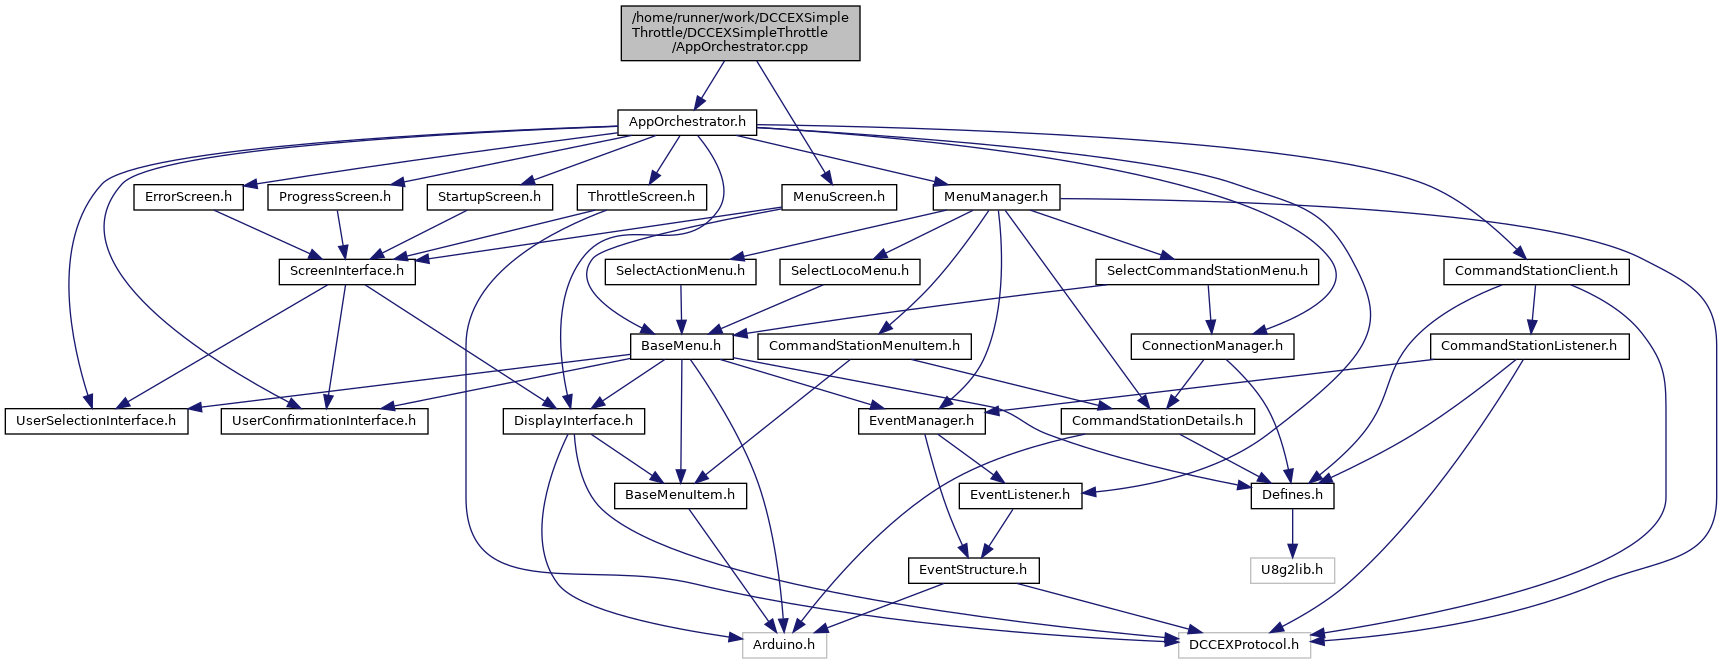 /home/runner/work/DCCEXSimple
Throttle/DCCEXSimpleThrottle
/AppOrchestrator.cpp
AppOrchestrator.h
ErrorScreen.h
ProgressScreen.h
StartupScreen.h
ThrottleScreen.h
MenuScreen.h
MenuManager.h
ScreenInterface.h
SelectActionMenu.h
SelectLocoMenu.h
SelectCommandStationMenu.h
CommandStationClient.h
BaseMenu.h
CommandStationMenuItem.h
ConnectionManager.h
CommandStationListener.h
UserSelectionInterface.h
UserConfirmationInterface.h
DisplayInterface.h
EventManager.h
CommandStationDetails.h
BaseMenuItem.h
EventListener.h
Defines.h
EventStructure.h
U8g2lib.h
Arduino.h
DCCEXProtocol.h